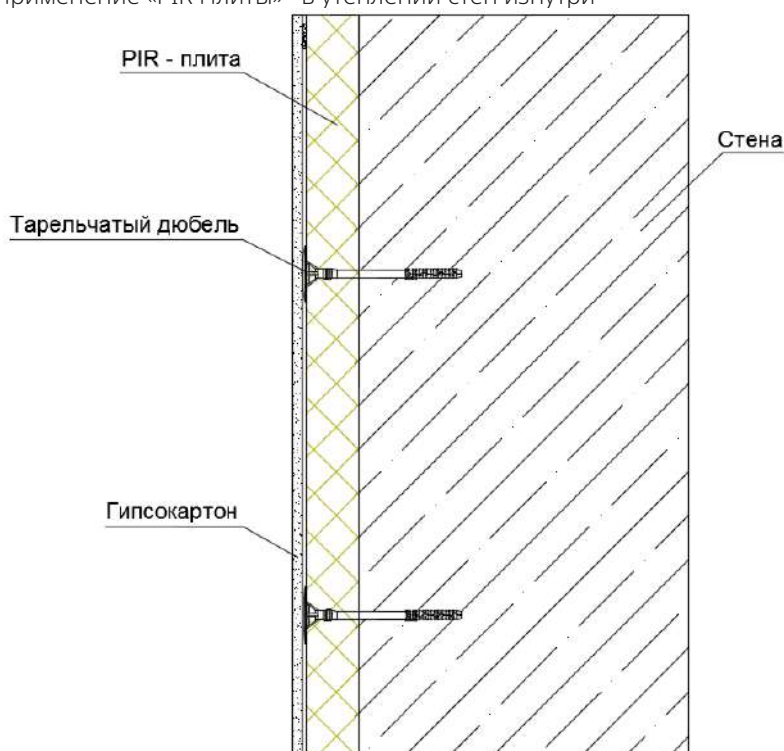 Применение «PIR Плиты» в утеплении стен изнутри
PIR - плита
Стена
Тарельчатый дюбель
Гипсокартон